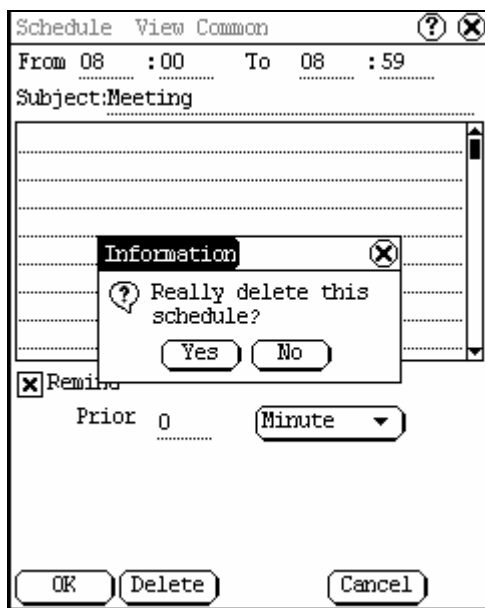 Schedule View Common ?
From 08 :00 To 08 :59
Subject:Meeting
Information
? Really delete this
schedule?
Yes No
Remind
Prior 0 Minute
OK Delete Cancel